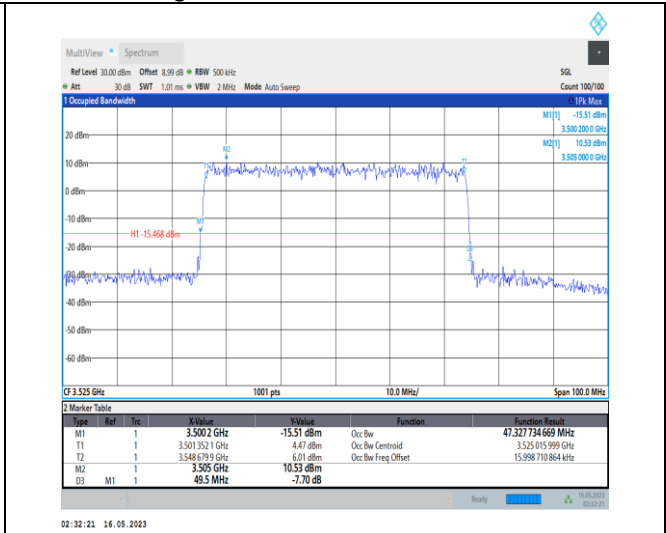 MultiView Spectrum
Ref Level 30.00 dBm Offset 8.99 dB RBW 500 kHz SGL
Att 30 dB SWT 1.01 ms VBW 2 MHz Mode Auto Sweep Count 100/100
1 Occupied Bandwidth 1Pk Max
M1[1] -15.51 dBm
3.500 200 0 GHz
M2[1] 10.53 dBm
3.505 000 0 GHz
20 dBm
M2
10 dBm
T1 T2
0 dBm
-10 dBm
M1
H1 -15.468 dBm
-20 dBm
D3
-30 dBm
-40 dBm
-50 dBm
-60 dBm
CF 3.525 GHz 1001 pts 10.0 MHz/ Span 100.0 MHz
2 Marker Table
Type Ref Trc X-Value Y-Value Function Function Result
M1 1 3.500 2 GHz -15.51 dBm Occ Bw 47.327 734 669 MHz
T1 1 3.501 352 1 GHz 4.47 dBm Occ Bw Centroid 3.525 015 999 GHz
T2 1 3.548 679 9 GHz 6.01 dBm Occ Bw Freq Offset 15.998 710 864 kHz
M2 1 3.505 GHz 10.53 dBm
D3 M1 1 49.5 MHz -7.70 dB
Ready 16.05.2023
02:32:21
02:32:21 16.05.2023